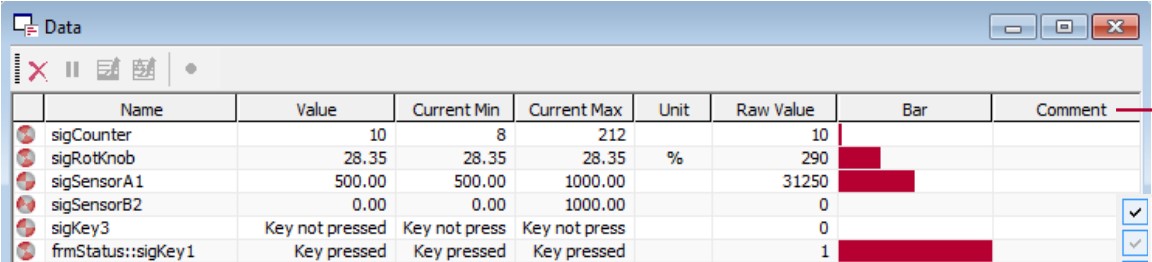 Data
Name Value Current Min Current Max Unit Raw Value Bar Comment
sigCounter 10 8 212 10
sigRotKnob 28.35 28.35 28.35 % 290
sigSensorA1 500.00 500.00 1000.00 31250
sigSensorB2 0.00 0.00 1000.00 0
sigKey3 Key not pressed Key not press Key not press 0
frmStatus::sigKey1 Key pressed Key pressed Key pressed 1